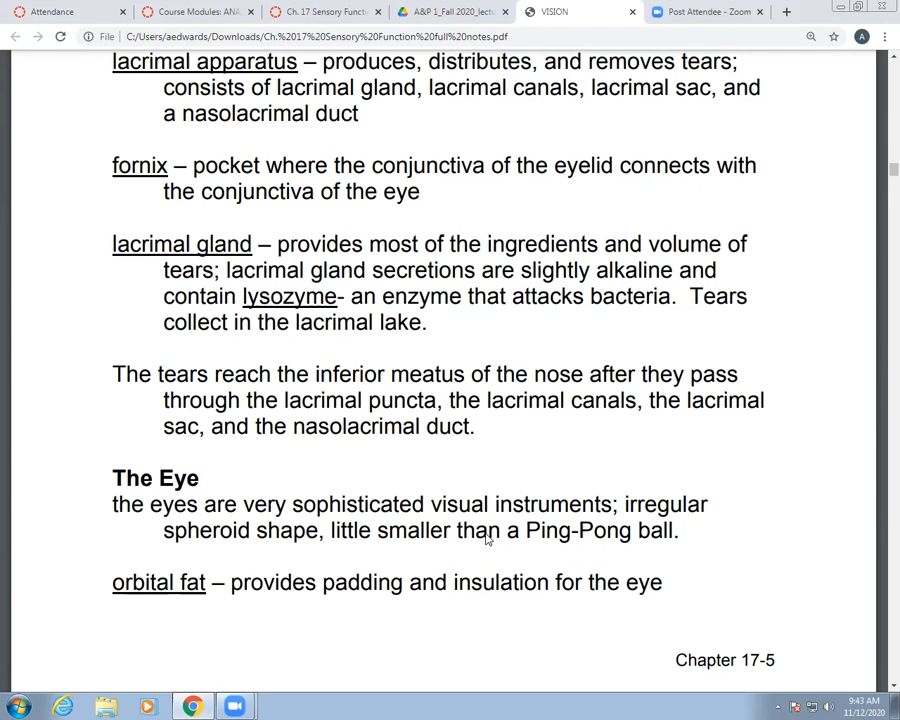 Attendance
Course Modules: ANA
Ch. 17 Sensory Functi
A&P 1_Fall 2020_lectu
VISION
Post Attendee - Zoom
File
C:/Users/aedwards/Downloads/Ch.%2017%20Sensory%20Function%20full%20notes.pdf
A
lacrimal apparatus – produces, distributes, and removes tears;
consists of lacrimal gland, lacrimal canals, lacrimal sac, and
a nasolacrimal duct
fornix – pocket where the conjunctiva of the eyelid connects with
the conjunctiva of the eye
lacrimal gland – provides most of the ingredients and volume of
tears; lacrimal gland secretions are slightly alkaline and
contain lysozyme- an enzyme that attacks bacteria. Tears
collect in the lacrimal lake.
The tears reach the inferior meatus of the nose after they pass
through the lacrimal puncta, the lacrimal canals, the lacrimal
sac, and the nasolacrimal duct.
The Eye
the eyes are very sophisticated visual instruments; irregular
spheroid shape, little smaller than a Ping-Pong ball.
orbital fat – provides padding and insulation for the eye
Chapter 17-5
9:43 AM
11/12/2020